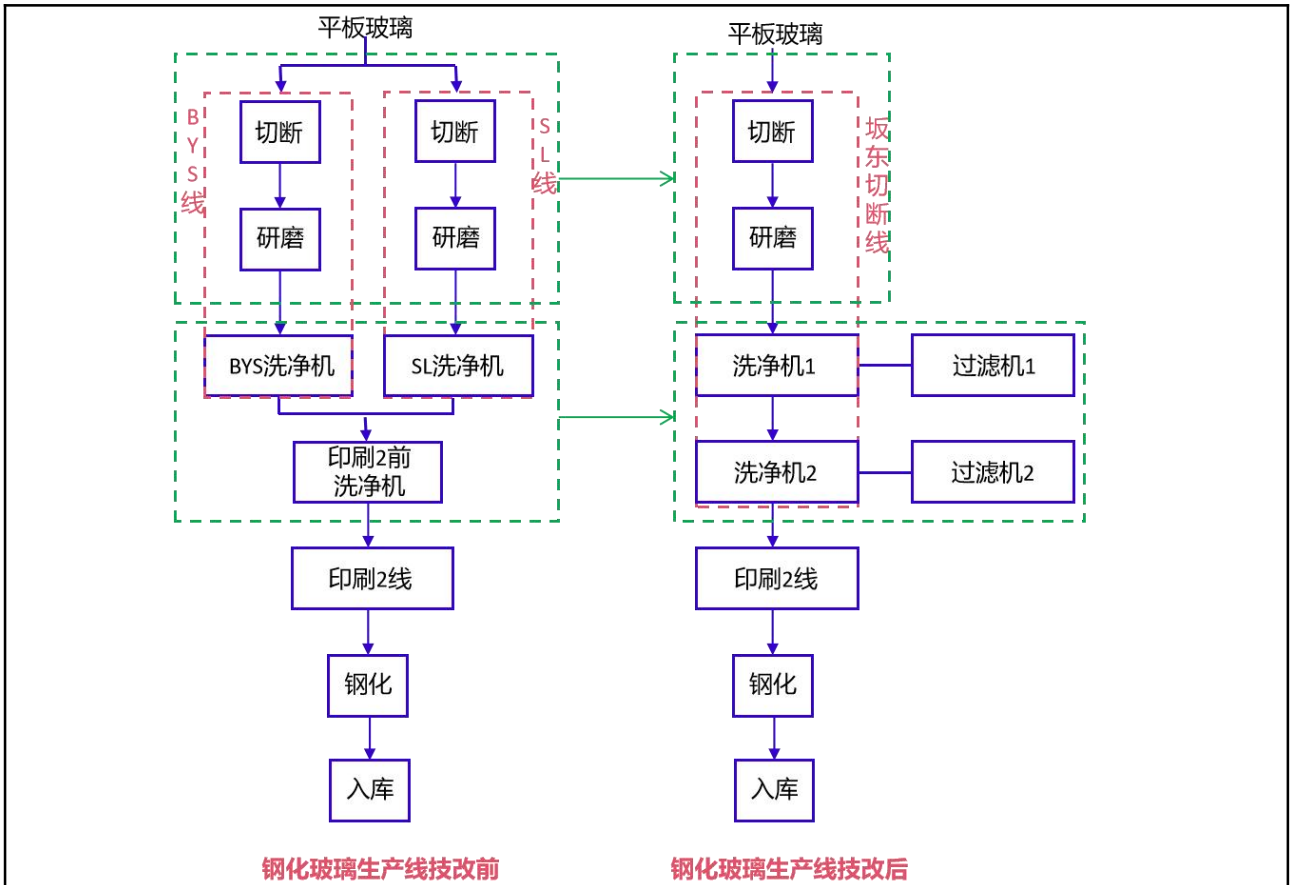 平板玻璃
BYS线
切断
研磨
SL线
切断
研磨
BYS洗净机
SL洗净机
印刷2前
洗净机
印刷2线
钢化
入库
钢化玻璃生产线技改前
平板玻璃
坂东切断线
切断
研磨
洗净机1
过滤机1
洗净机2
过滤机2
印刷2线
钢化
入库
钢化玻璃生产线技改后